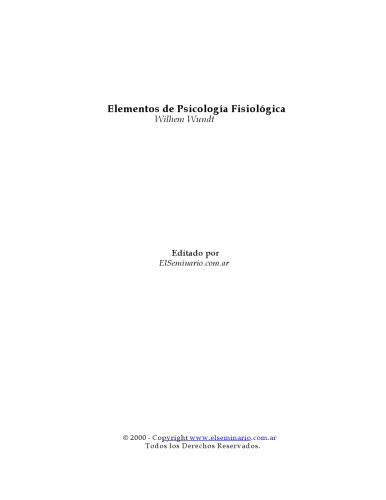 Elementos de Psicología Fisiológica
Wilhem Wundt
Editado por
ElSeminario.com.ar
© 2000 - Copyright www.elseminario.com.ar
Todos los Derechos Reservados.